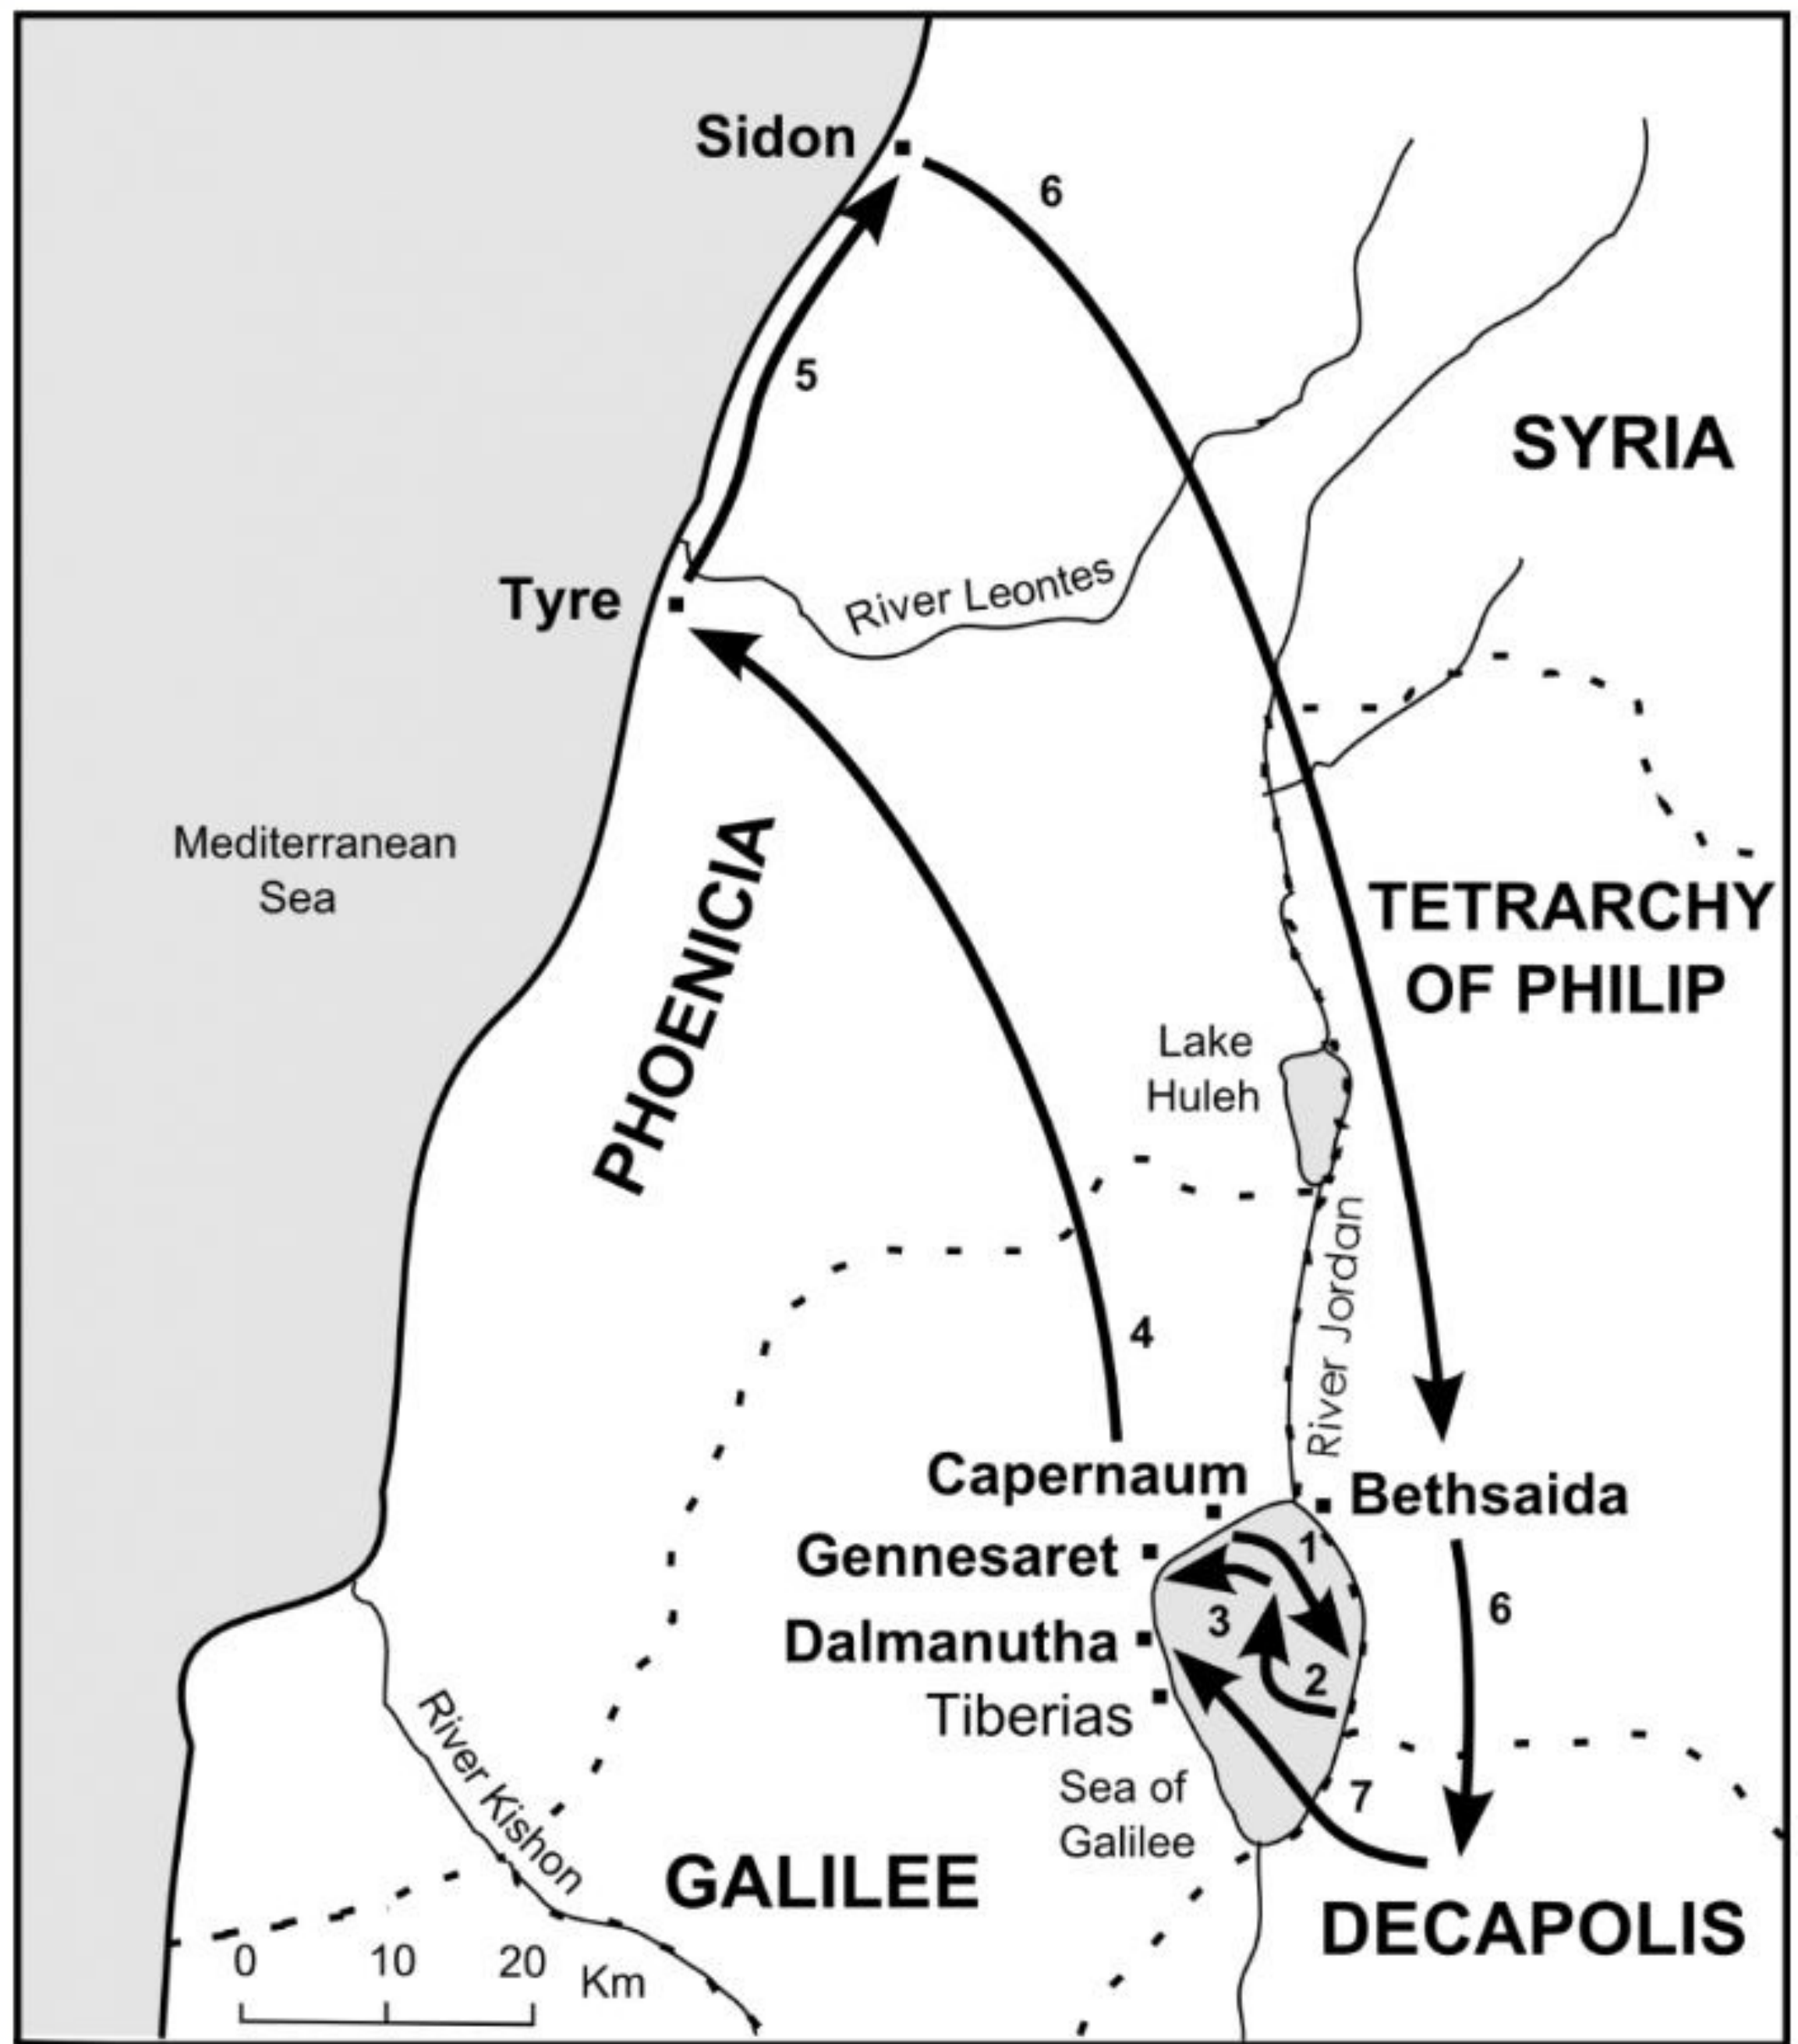 Sidon
6
5
SYRIA
River Leontes
Tyre
Mediterranean
Sea
PHOENICIA
TETRARCHY
OF PHILIP
Lake
Huleh
River Jordan
4
Capernaum
Bethsaida
1
Gennesaret
3
6
Dalmanutha
2
Tiberias
River Kishon
Sea of
Galilee
7
GALILEE
DECAPOLIS
0 10 20 Km